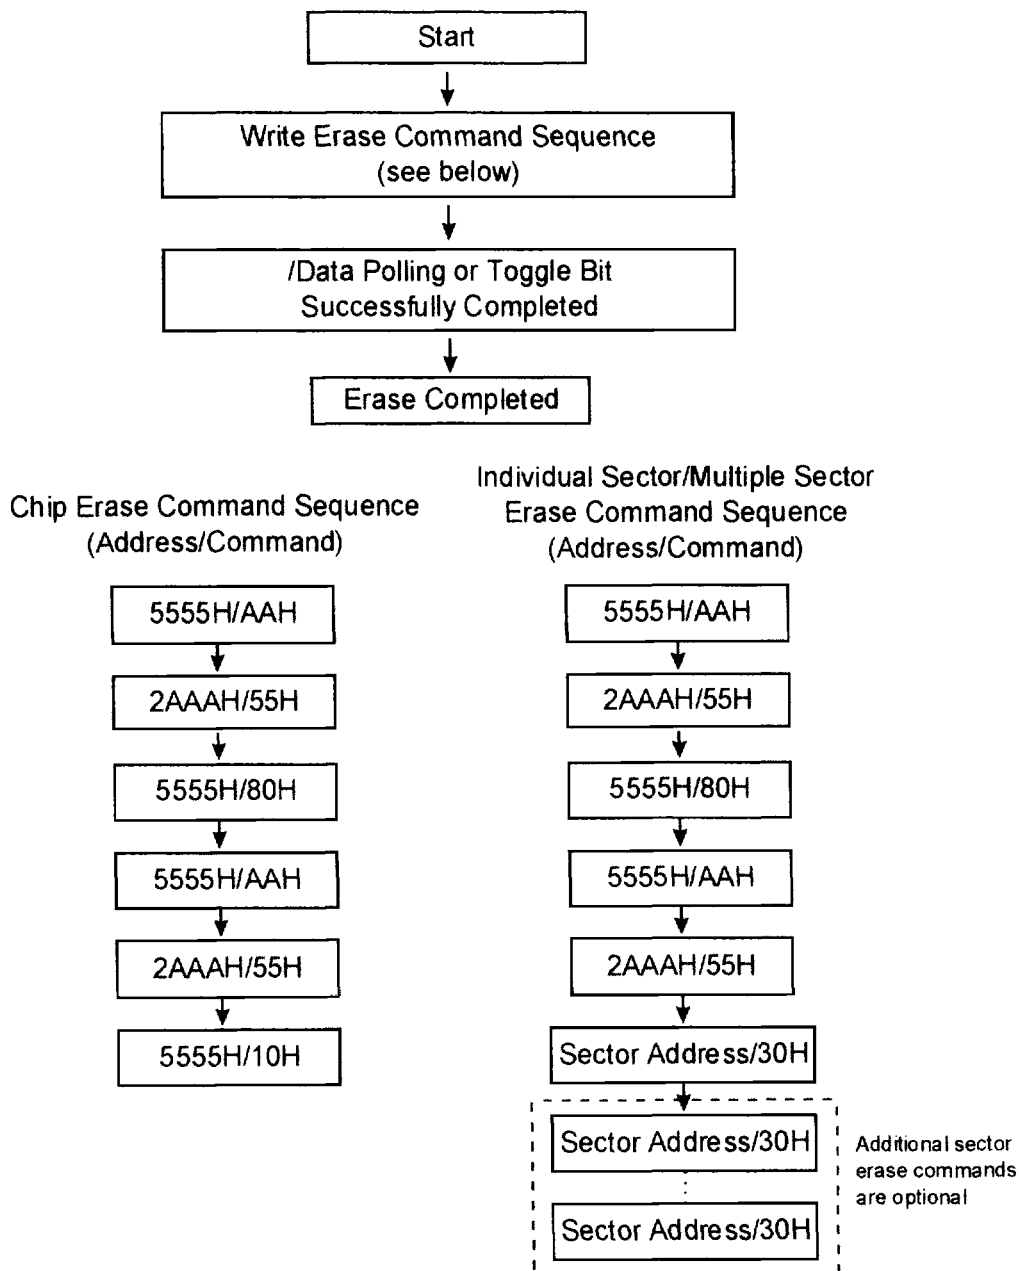 Start
Write Erase Command Sequence
(see below)
/Data Polling or Toggle Bit
Successfully Completed
Erase Completed
Chip Erase Command Sequence
(Address/Command)
5555H/AAH
2AAAH/55H
5555H/80H
5555H/AAH
2AAAH/55H
5555H/10H
Individual Sector/Multiple Sector
Erase Command Sequence
(Address/Command)
5555H/AAH
2AAAH/55H
5555H/80H
5555H/AAH
2AAAH/55H
Sector Address/30H
Sector Address/30H
Sector Address/30H
Additional sector
erase commands
are optional